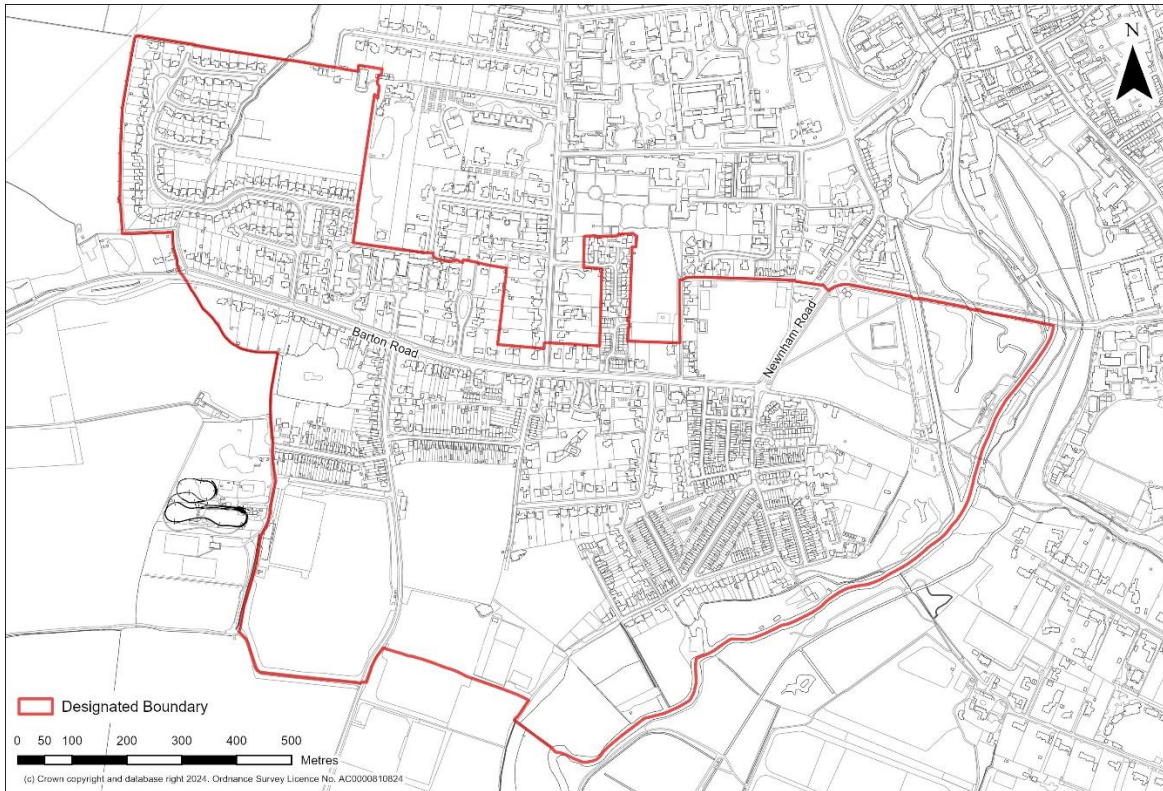 N
Barton Road
Newnham Road
Designated Boundary
0 50 100 200 300 400 500
Metres
(c) Crown copyright and database right 2024. Ordnance Survey Licence No. AC0000810824